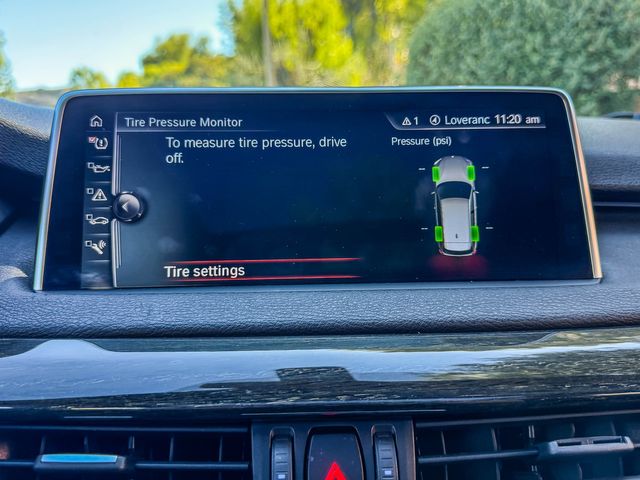 Tire Pressure Monitor
1 Loveranc 11:20 am
To measure tire pressure, drive
off.
Pressure (psi)
-- --
-- --
Tire settings